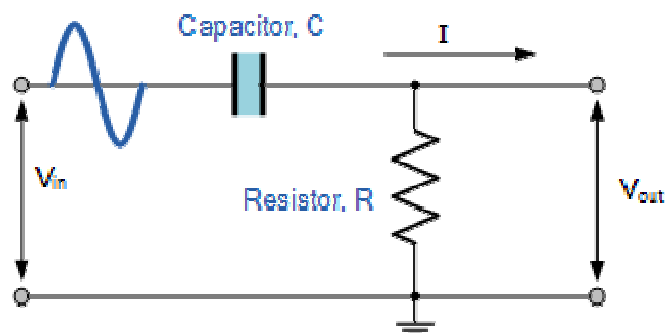 Capacitor, C
I
Vin
Resistor, R
Vout